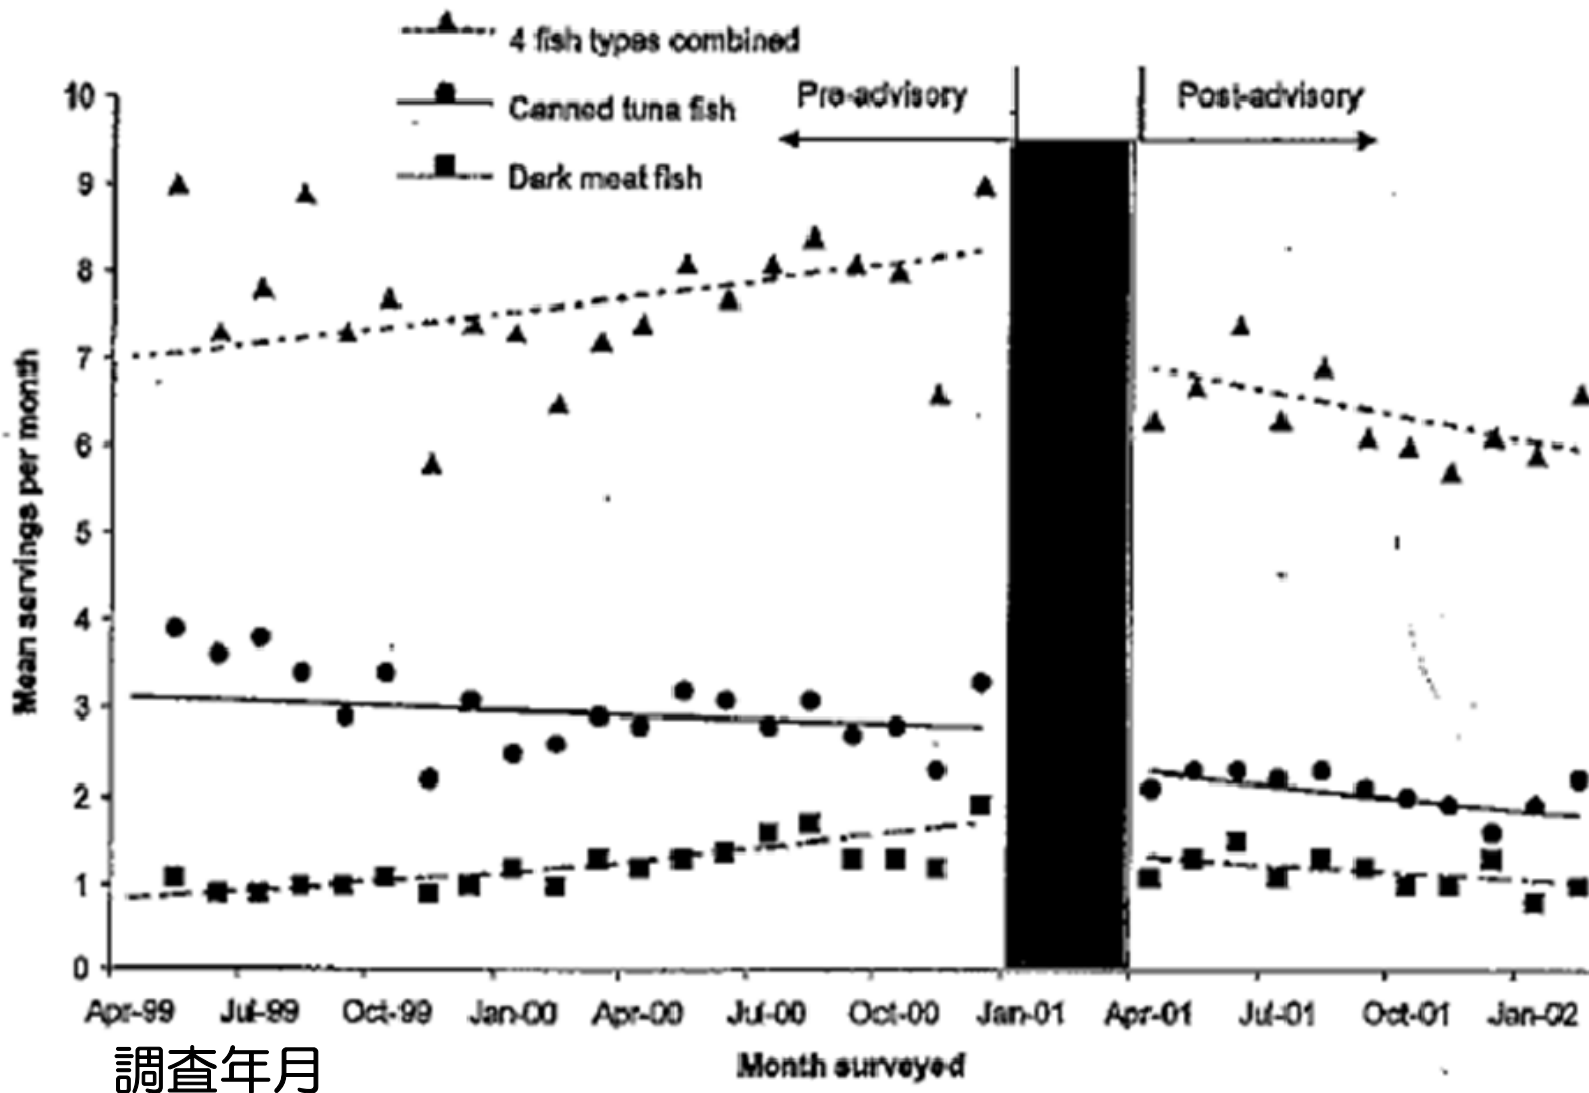 4 fish types combined
Canned tuna fish
Dark meat fish
Pre-advisory
Post-advisory
Mean servings per month
10
9
8
7
6
5
4
3
2
1
0
Apr-99 Jul-99 Oct-99 Jan-00 Apr-00 Jul-00 Oct-00 Jan-01 Apr-01 Jul-01 Oct-01 Jan-02
調査年月
Month surveyed